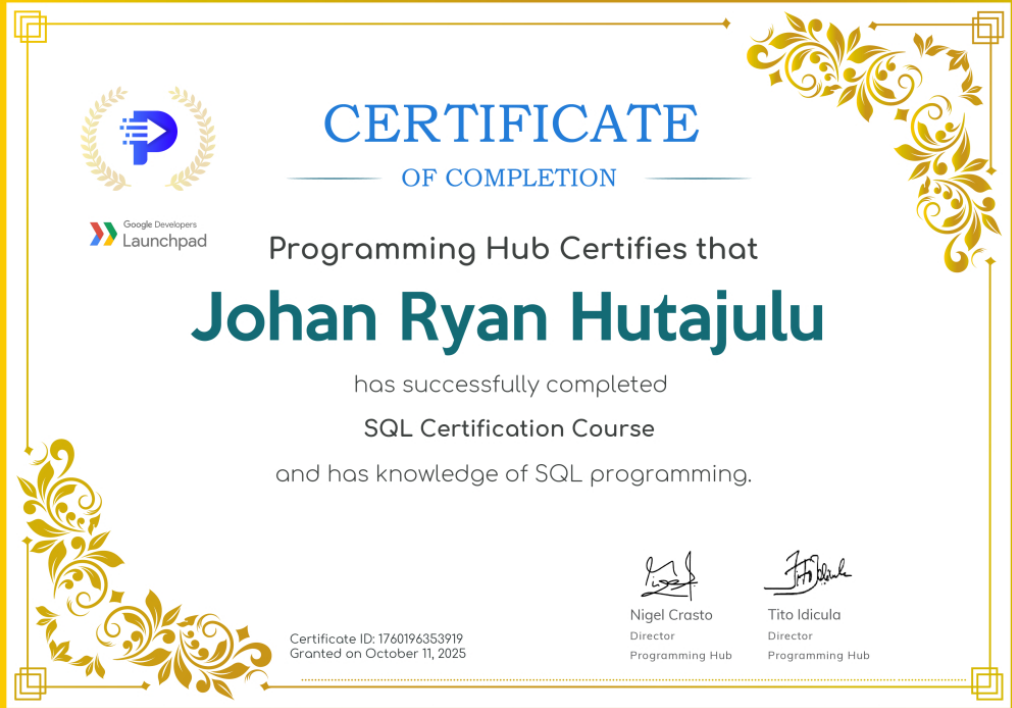 CERTIFICATE
OF COMPLETION
Google Developers
Launchpad
Programming Hub Certifies that
Johan Ryan Hutajulu
has successfully completed
SQL Certification Course
and has knowledge of SQL programming.
Nigel Crasto
Director
Programming Hub
Tito Idicula
Director
Programming Hub
Certificate ID: 1760196353919
Granted on October 11, 2025